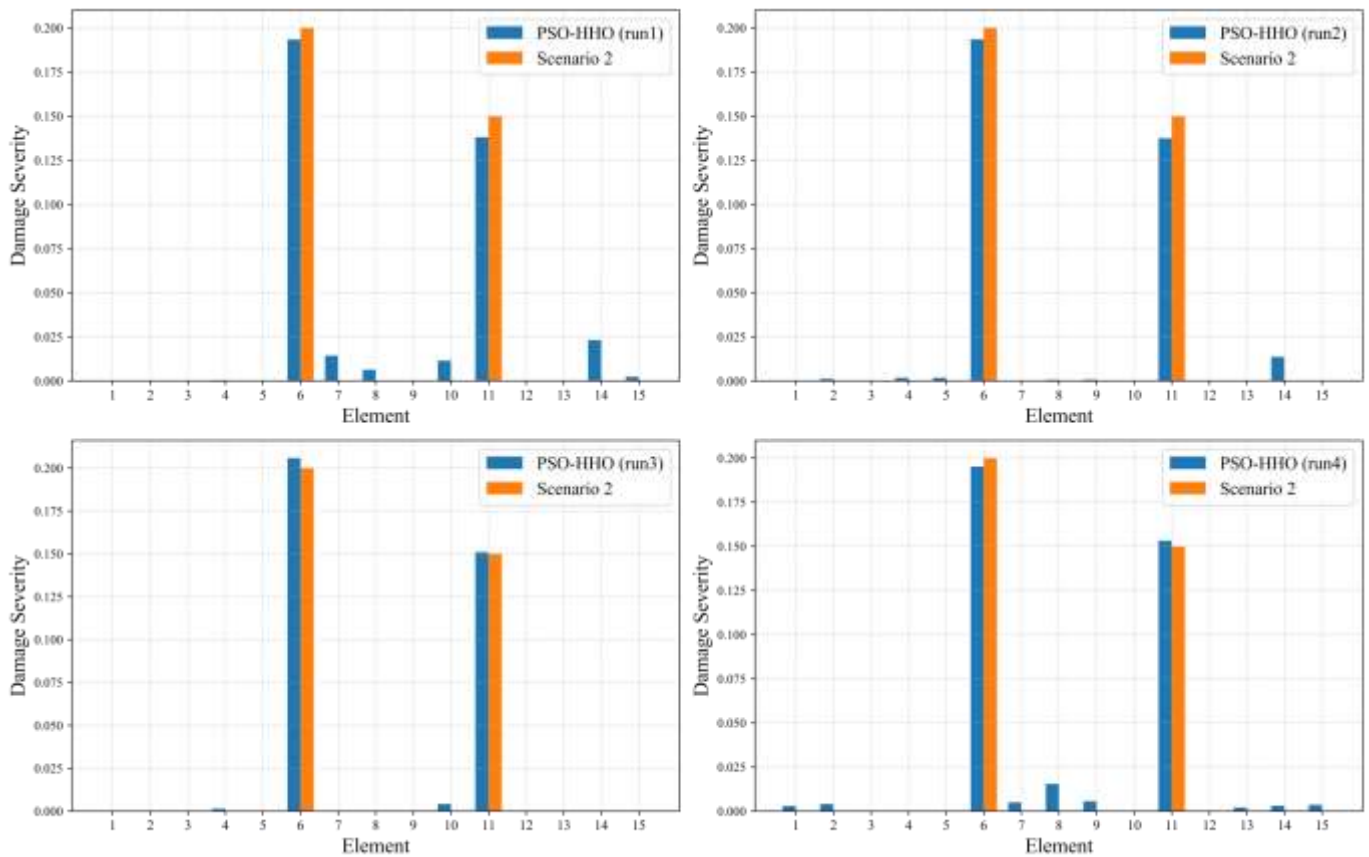 PSO-HHO (run1)
Scenario 2
Damage Severity
0.200
0.175
0.150
0.125
0.100
0.075
0.050
0.025
0.000
1 2 3 4 5 6 7 8 9 10 11 12 13 14 15
Element
PSO-HHO (run2)
Scenario 2
Damage Severity
0.200
0.175
0.150
0.125
0.100
0.075
0.050
0.025
0.000
1 2 3 4 5 6 7 8 9 10 11 12 13 14 15
Element
PSO-HHO (run3)
Scenario 2
Damage Severity
0.200
0.175
0.150
0.125
0.100
0.075
0.050
0.025
0.000
1 2 3 4 5 6 7 8 9 10 11 12 13 14 15
Element
PSO-HHO (run4)
Scenario 2
Damage Severity
0.200
0.175
0.150
0.125
0.100
0.075
0.050
0.025
0.000
1 2 3 4 5 6 7 8 9 10 11 12 13 14 15
Element